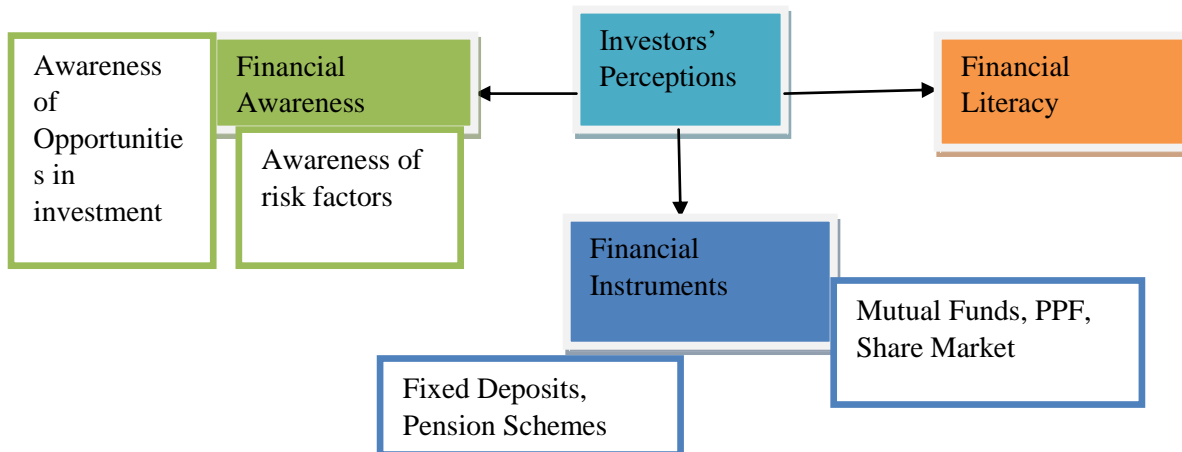 Investors’
Perceptions
Awareness
of
Opportunitie
s in
investment
Financial
Awareness
Awareness of
risk factors
Financial
Literacy
Financial
Instruments
Mutual Funds, PPF,
Share Market
Fixed Deposits,
Pension Schemes